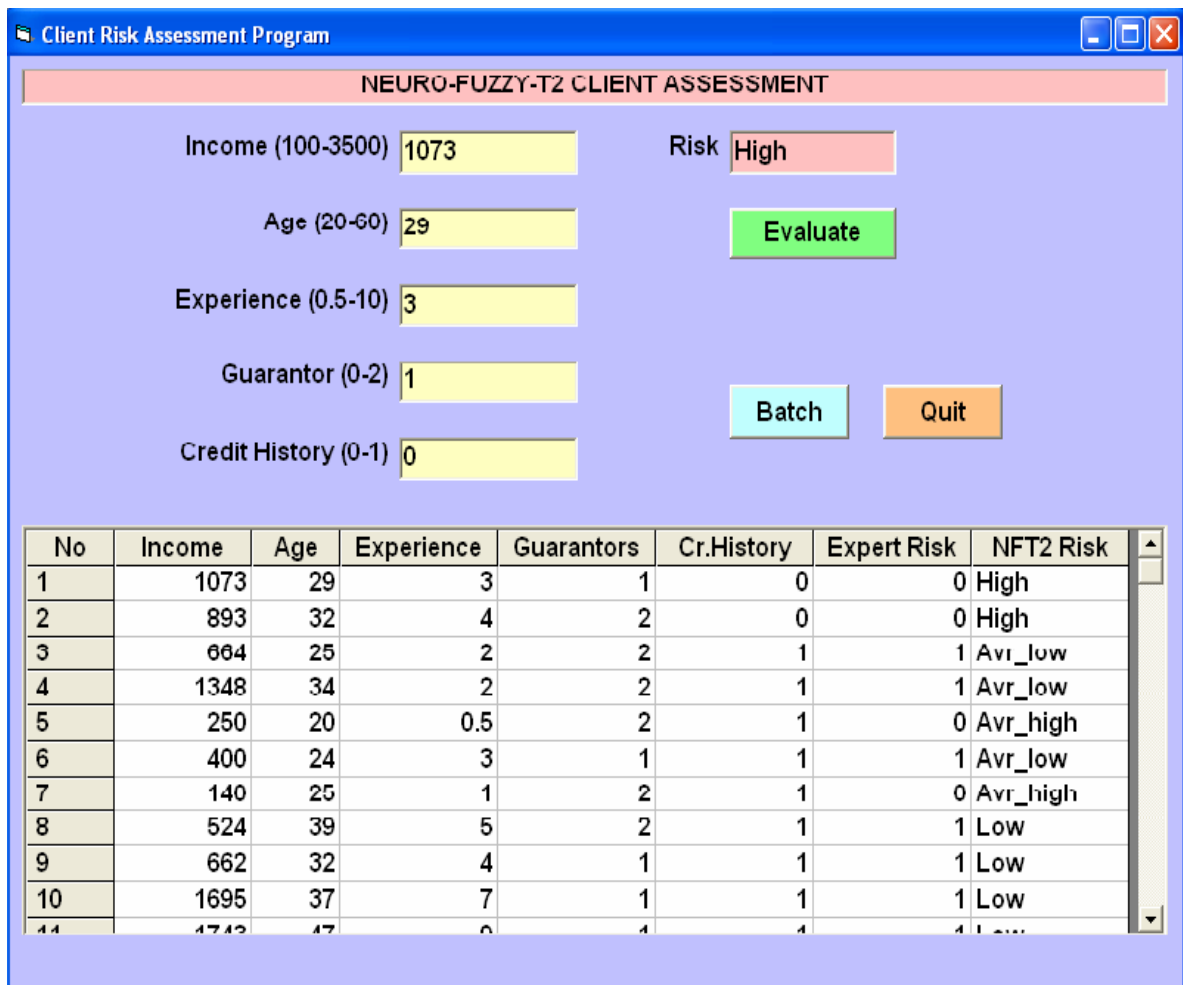 Client Risk Assessment Program
NEURO-FUZZY-T2 CLIENT ASSESSMENT
Income (100-3500) 1073 Risk High
Age (20-60) 29 Evaluate
Experience (0.5-10) 3
Guarantor (0-2) 1
Batch Quit
Credit History (0-1) 0
No Income Age Experience Guarantors Cr.History Expert Risk NFT2 Risk
1 1073 29 3 1 0 0 High
2 893 32 4 2 0 0 High
3 664 25 2 2 1 1 Avr_low
4 1348 34 2 2 1 1 Avr_low
5 250 20 0.5 2 1 0 Avr_high
6 400 24 3 1 1 1 Avr_low
7 140 25 1 2 1 0 Avr_high
8 524 39 5 2 1 1 Low
9 662 32 4 1 1 1 Low
10 1695 37 7 1 1 1 Low